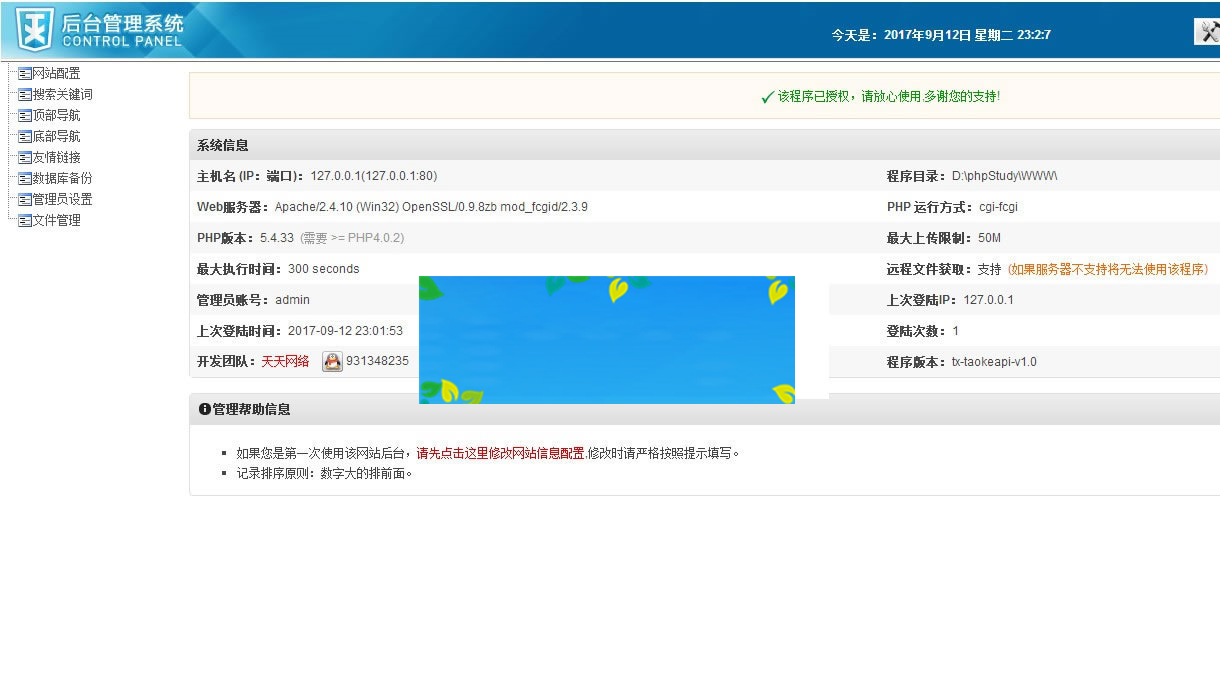 后台管理系统
CONTROL PANEL
今天是：2017年9月12日 星期二 23:2:7
网站配置
搜索关键词
顶部导航
底部导航
友情链接
数据库备份
管理员设置
文件管理
该程序已授权，请放心使用,多谢您的支持!
系统信息
主机名 (IP：端口)：127.0.0.1(127.0.0.1:80)
程序目录：D:\phpStudy\WWW\
Web服务器：Apache/2.4.10 (Win32) OpenSSL/0.9.8zb mod_fcgid/2.3.9
PHP 运行方式：cgi-fcgi
PHP版本：5.4.33 (需要 >= PHP4.0.2)
最大上传限制：50M
最大执行时间：300 seconds
远程文件获取：支持 (如果服务器不支持将无法使用该程序)
管理员账号：admin
上次登陆IP：127.0.0.1
上次登陆时间：2017-09-12 23:01:53
登陆次数：1
开发团队：天天网络 931348235
程序版本：tx-taokeapi-v1.0
管理帮助信息
如果您是第一次使用该网站后台，请先点击这里修改网站信息配置,修改时请严格按照提示填写。
记录排序原则：数字大的排前面。